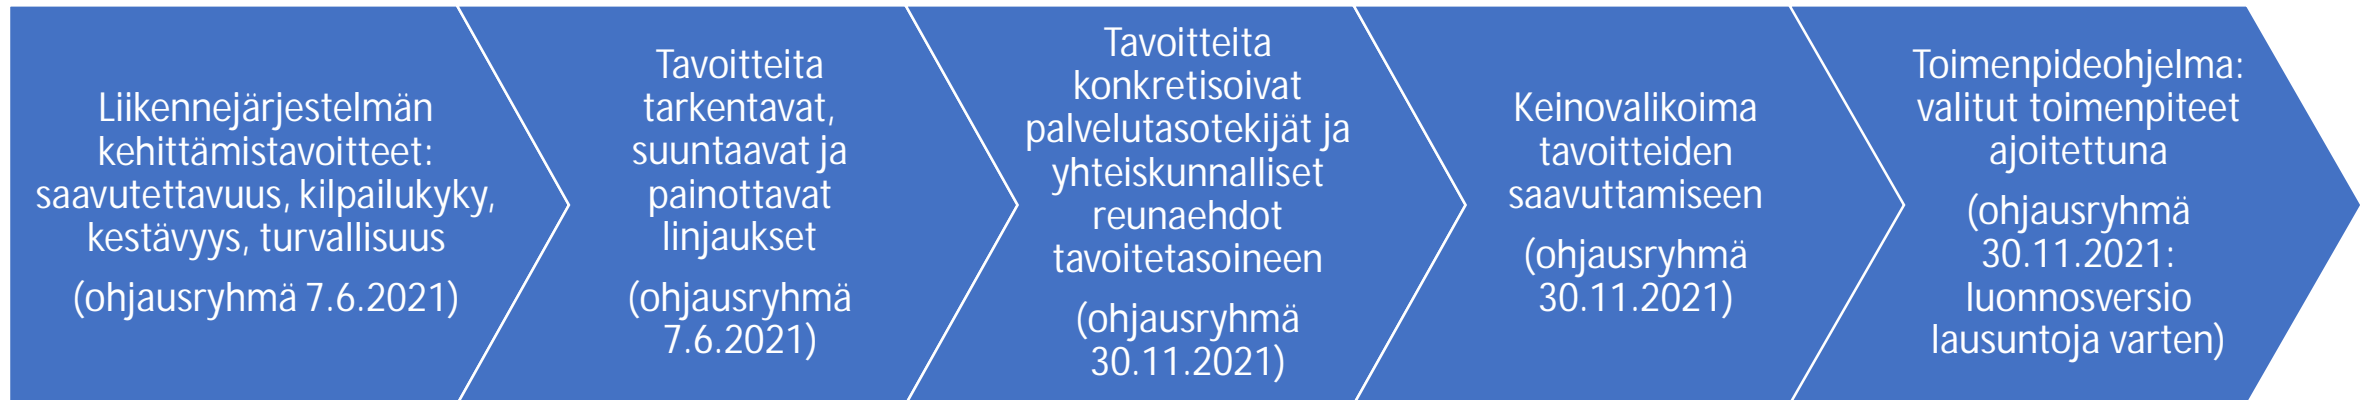 Liikennejärjestelmän
kehittämistavoitteet:
saavutettavuus, kilpailukyky,
kestävyys, turvallisuus
(ohjausryhmä 7.6.2021)
Tavoitteita
tarkentavat,
suuntaavat ja
painottavat
linjaukset
(ohjausryhmä
7.6.2021)
Tavoitteita
konkretisoivat
palvelutasotekijät ja
yhteiskunnalliset
reunaehdot
tavoitetasoineen
(ohjausryhmä
30.11.2021)
Keinovalikoima
tavoitteiden
saavuttamiseen
(ohjausryhmä
30.11.2021)
Toimenpideohjelma:
valitut toimenpiteet
ajoitettuna
(ohjausryhmä
30.11.2021:
luonnosversio
lausuntoja varten)